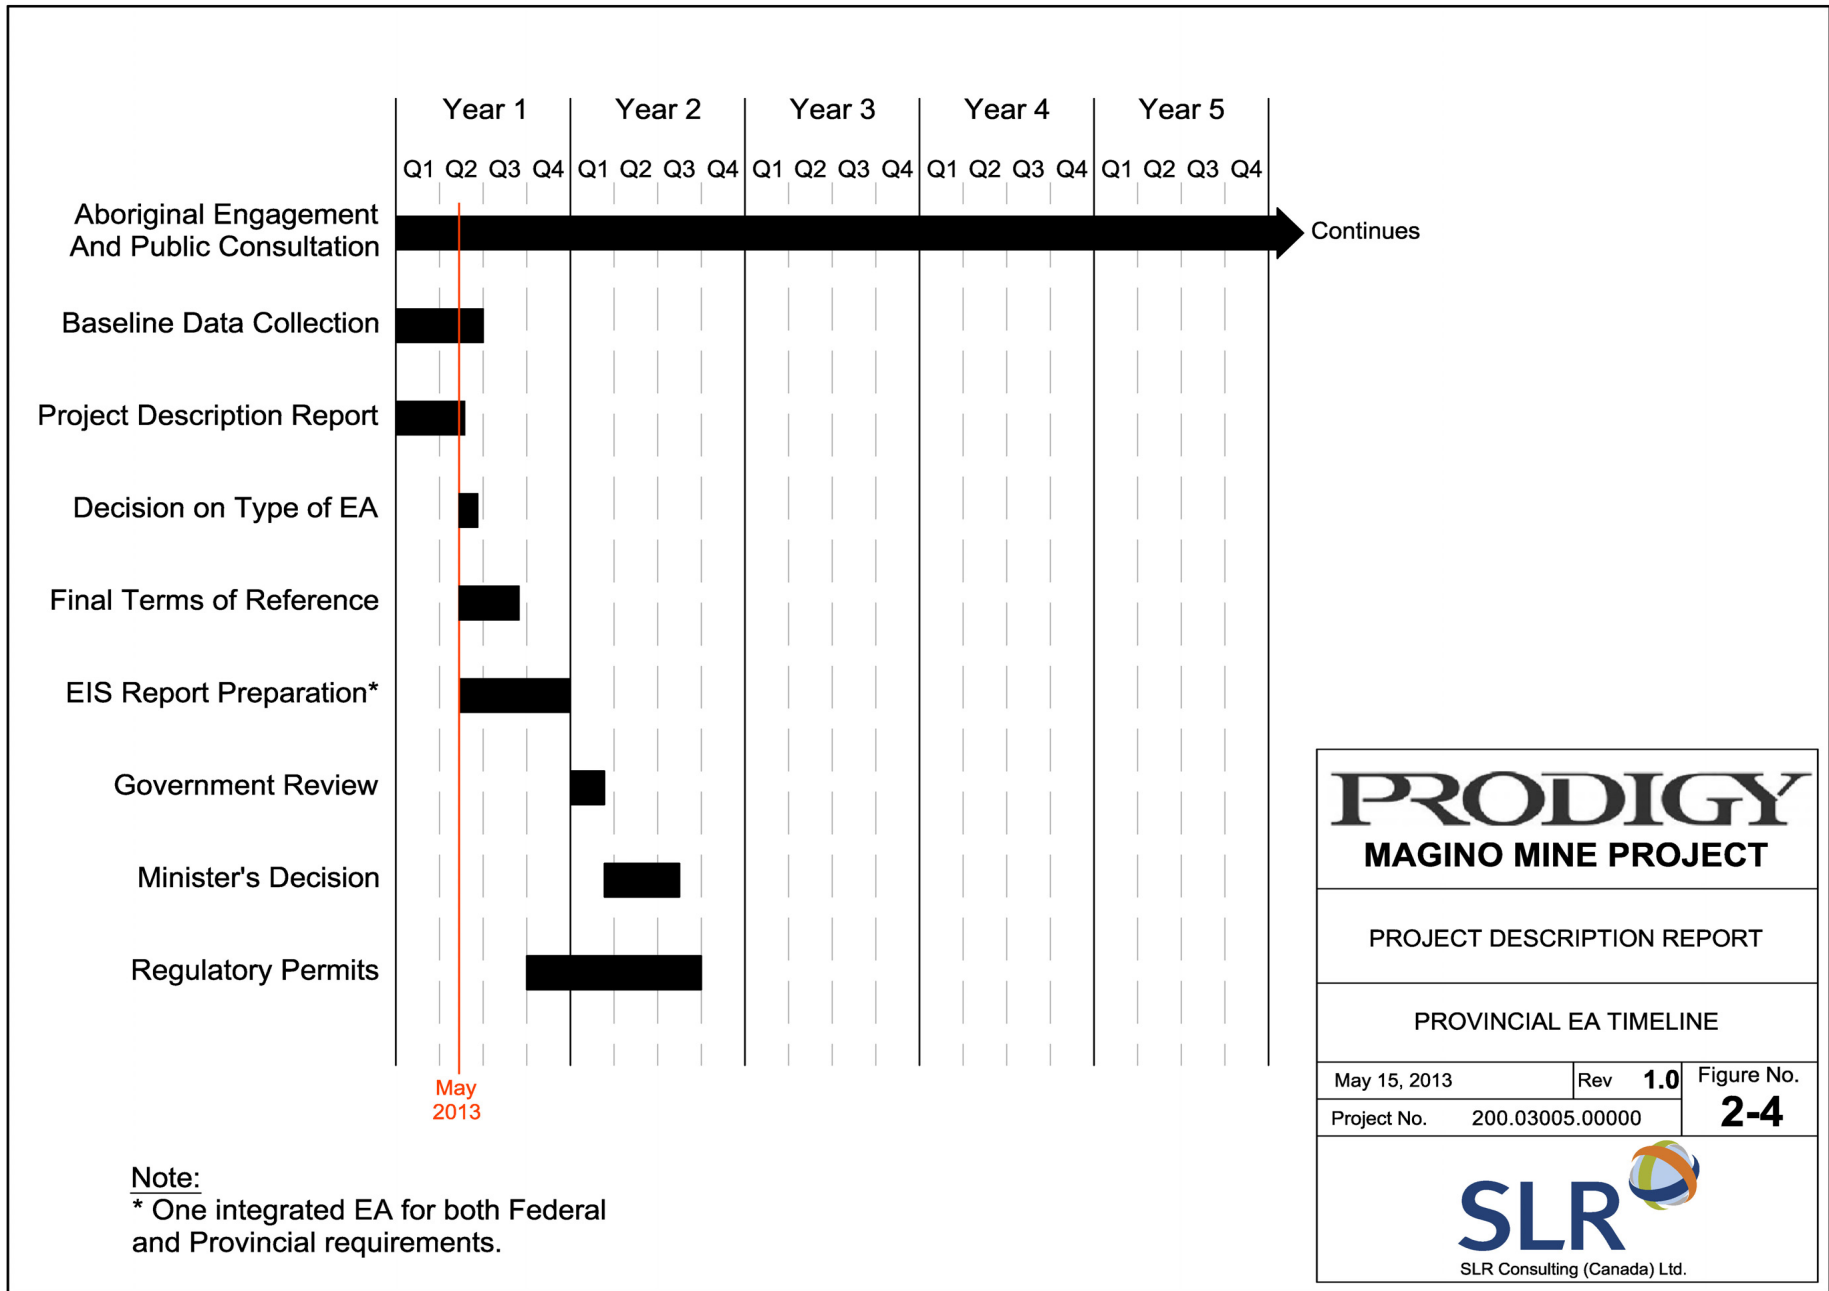 Year 1 Year 2 Year 3 Year 4 Year 5
Q1 Q2 Q3 Q4 Q1 Q2 Q3 Q4 Q1 Q2 Q3 Q4 Q1 Q2 Q3 Q4 Q1 Q2 Q3 Q4
Aboriginal Engagement
And Public Consultation
Continues
Baseline Data Collection
Project Description Report
Decision on Type of EA
Final Terms of Reference
EIS Report Preparation*
Government Review
Minister's Decision
Regulatory Permits
May
2013
Note:
* One integrated EA for both Federal
and Provincial requirements.
PRODIGY
MAGINO MINE PROJECT
PROJECT DESCRIPTION REPORT
PROVINCIAL EA TIMELINE
May 15, 2013 Rev 1.0 Figure No.
Project No. 200.03005.00000 2-4
SLR
SLR Consulting (Canada) Ltd.